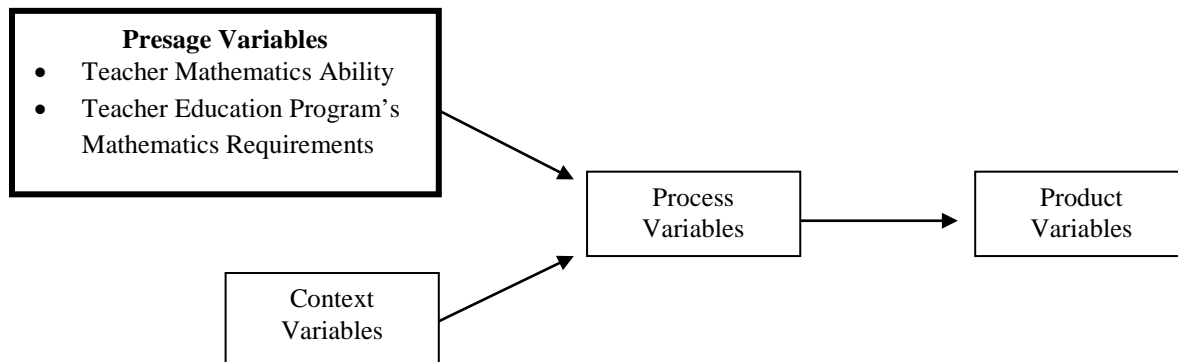 Presage Variables
• Teacher Mathematics Ability
• Teacher Education Program’s
Mathematics Requirements
Process
Variables
Product
Variables
Context
Variables